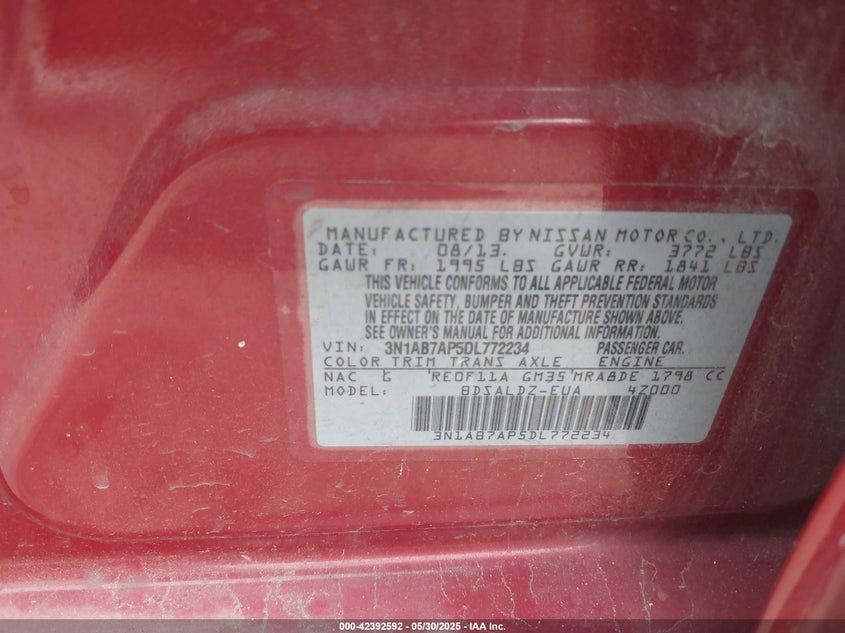 MANUFACTURED BY NISSAN MOTOR CO., LTD.
DATE: 08/13. GVWR: 3772 LBS
GAWR FR: 1995 LBS GAWR RR: 1841 LBS
THIS VEHICLE CONFORMS TO ALL APPLICABLE FEDERAL MOTOR
VEHICLE SAFETY, BUMPER AND THEFT PREVENTION STANDARDS
IN EFFECT ON THE DATE OF MANUFACTURE SHOWN ABOVE.
SEE OWNER'S MANUAL FOR ADDITIONAL INFORMATION.
VIN: 3N1AB7AP5DL772234 PASSENGER CAR.
COLOR TRIM TRANS AXLE ENGINE
NAC G RE0F11A GM35 MRA8DE 1798 CC
MODEL: BDSALDZ-EUA 4Z000
3N1AB7AP5DL772234
000-42392592 - 05/30/2025 - IAA Inc.